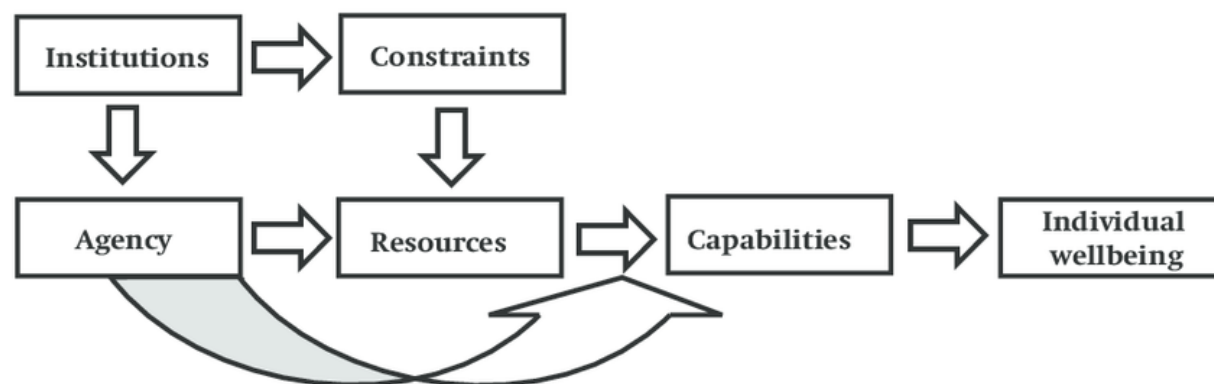 Institutions
Constraints
Agency
Resources
Capabilities
Individual
wellbeing